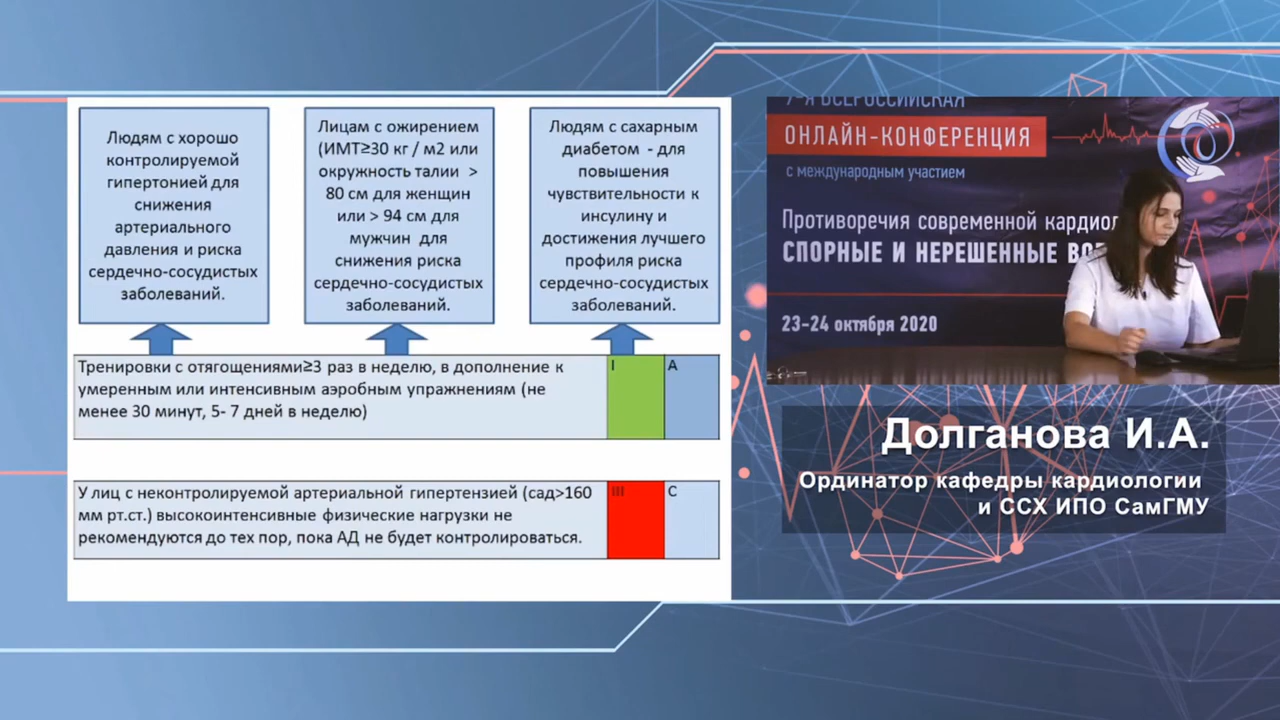 Людям с хорошо
контролируемой
гипертонией для
снижения
артериального
давления и риска
сердечно-сосудистых
заболеваний.
Лицам с ожирением
(ИМТ≥30 кг / м2 или
окружность талии >
80 см для женщин
или > 94 см для
мужчин для
снижения риска
сердечно-сосудистых
заболеваний.
Людям с сахарным
диабетом - для
повышения
чувствительности к
инсулину и
достижения лучшего
профиля риска
сердечно-сосудистых
заболеваний.
Тренировки с отягощениями≥3 раз в неделю, в дополнение к
умеренным или интенсивным аэробным упражнениям (не
менее 30 минут, 5- 7 дней в неделю)
I
A
У лиц с неконтролируемой артериальной гипертензией (сад>160
мм рт.ст.) высокоинтенсивные физические нагрузки не
рекомендуются до тех пор, пока АД не будет контролироваться.
III
C
7-Я ВСЕРОССИЙСКАЯ
ОНЛАЙН-КОНФЕРЕНЦИЯ
с международным участием
Противоречия современной
СПОРНЫЕ И НЕРЕШЕННЫЕ
23-24 октября 2020
Долганова И.А.
Ординатор кафедры кардиологии
и ССХ ИПО СамГМУ